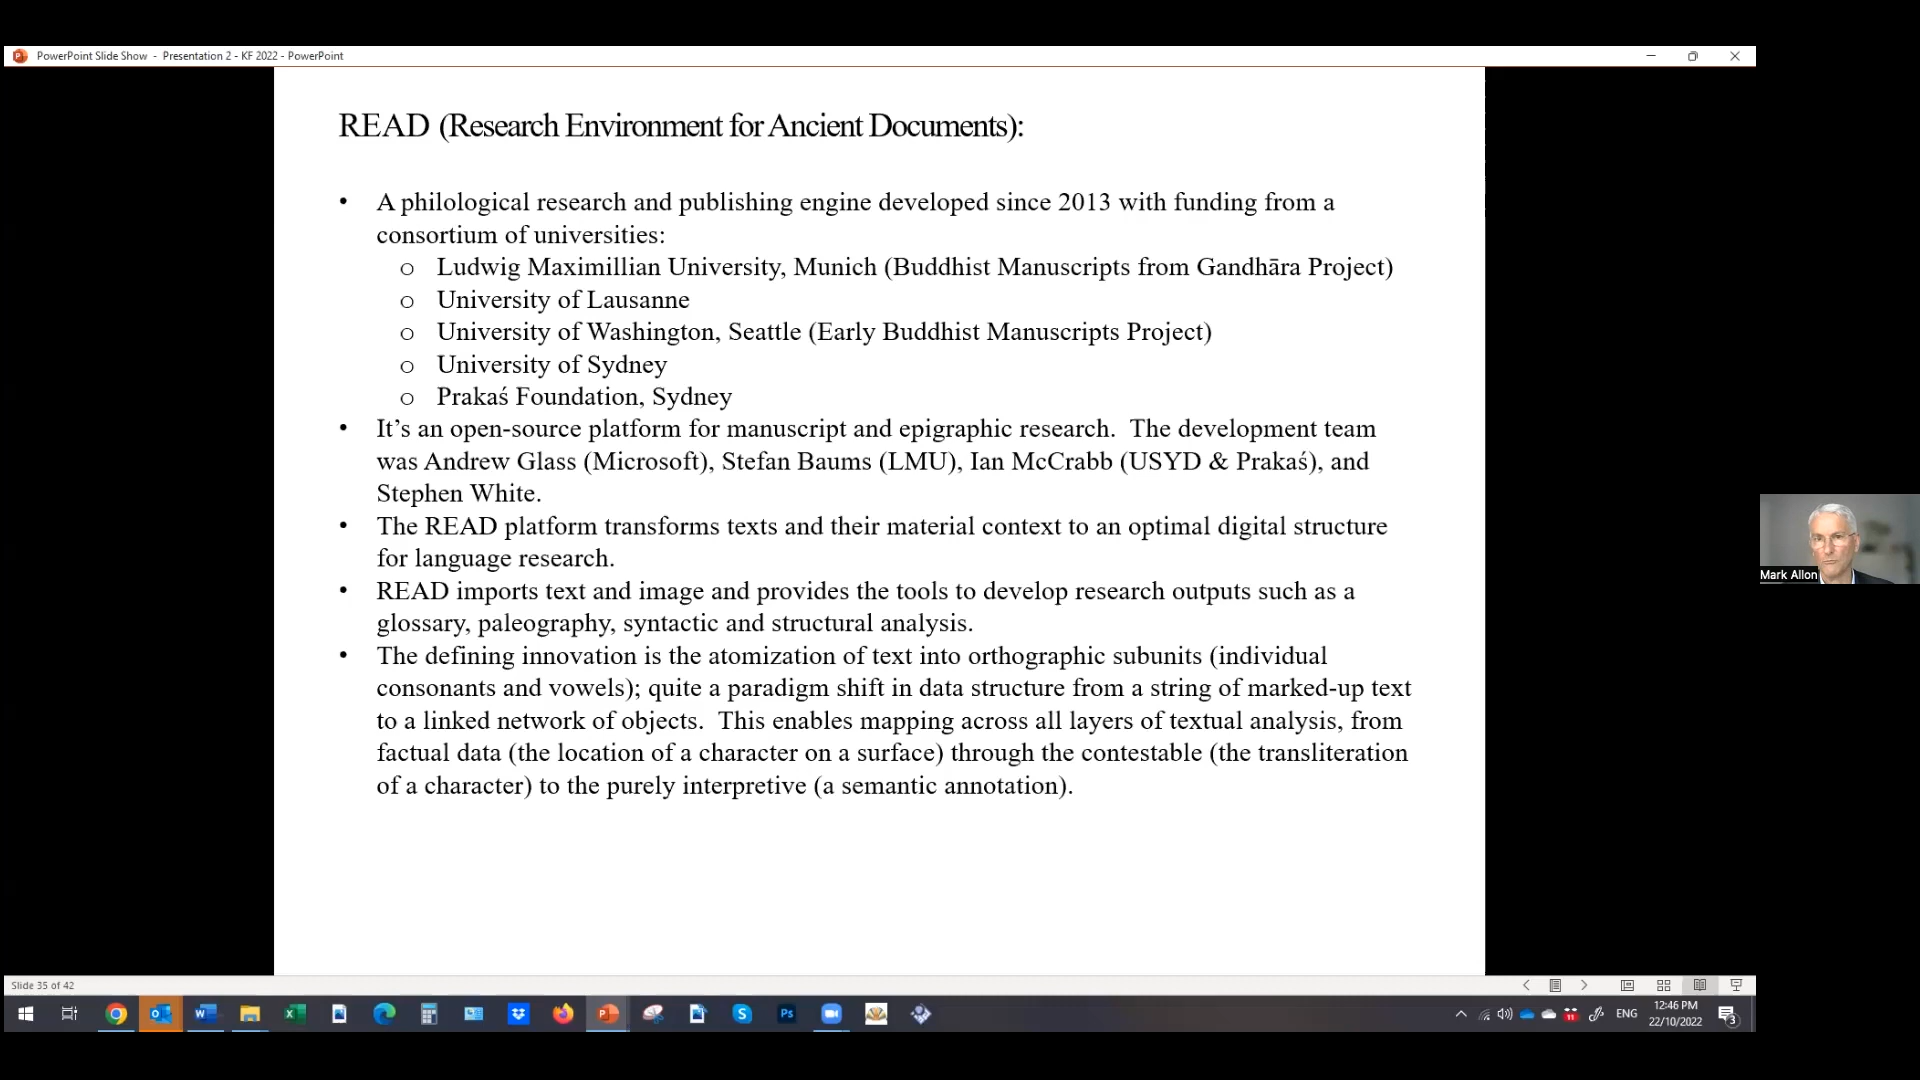 PowerPoint Slide Show - Presentation 2 - KF 2022 - PowerPoint
READ (Research Environment for Ancient Documents):
• A philological research and publishing engine developed since 2013 with funding from a
consortium of universities:
o Ludwig Maximillian University, Munich (Buddhist Manuscripts from Gandhāra Project)
o University of Lausanne
o University of Washington, Seattle (Early Buddhist Manuscripts Project)
o University of Sydney
o Prakaś Foundation, Sydney
• It’s an open-source platform for manuscript and epigraphic research.  The development team
was Andrew Glass (Microsoft), Stefan Baums (LMU), Ian McCrabb (USYD & Prakaś), and
Stephen White.
• The READ platform transforms texts and their material context to an optimal digital structure
for language research.
• READ imports text and image and provides the tools to develop research outputs such as a
glossary, paleography, syntactic and structural analysis.
• The defining innovation is the atomization of text into orthographic subunits (individual
consonants and vowels); quite a paradigm shift in data structure from a string of marked-up text
to a linked network of objects.  This enables mapping across all layers of textual analysis, from
factual data (the location of a character on a surface) through the contestable (the transliteration
of a character) to the purely interpretive (a semantic annotation).
Mark Allon
Slide 35 of 42
ENG
12:46 PM
22/10/2022
3